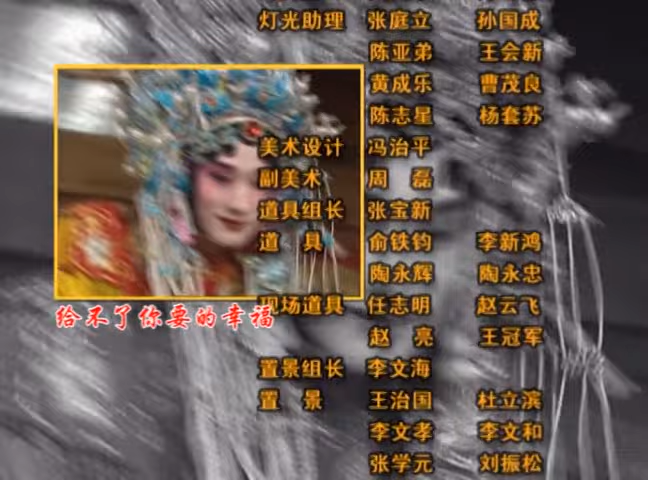 灯光助理 张庭立 孙国成
陈亚弟 王会新
黄成乐 曹茂良
陈志星 杨套苏
美术设计 冯治平
副美术 周 磊
道具组长 张宝新
道 具 俞铁钧 李新鸿
陶永辉 陶永忠
现场道具 任志明 赵云飞
给不了你要的幸福
赵 亮 王冠军
置景组长 李文海
置 景 王治国 杜立滨
李文孝 李文和
张学元 刘振松